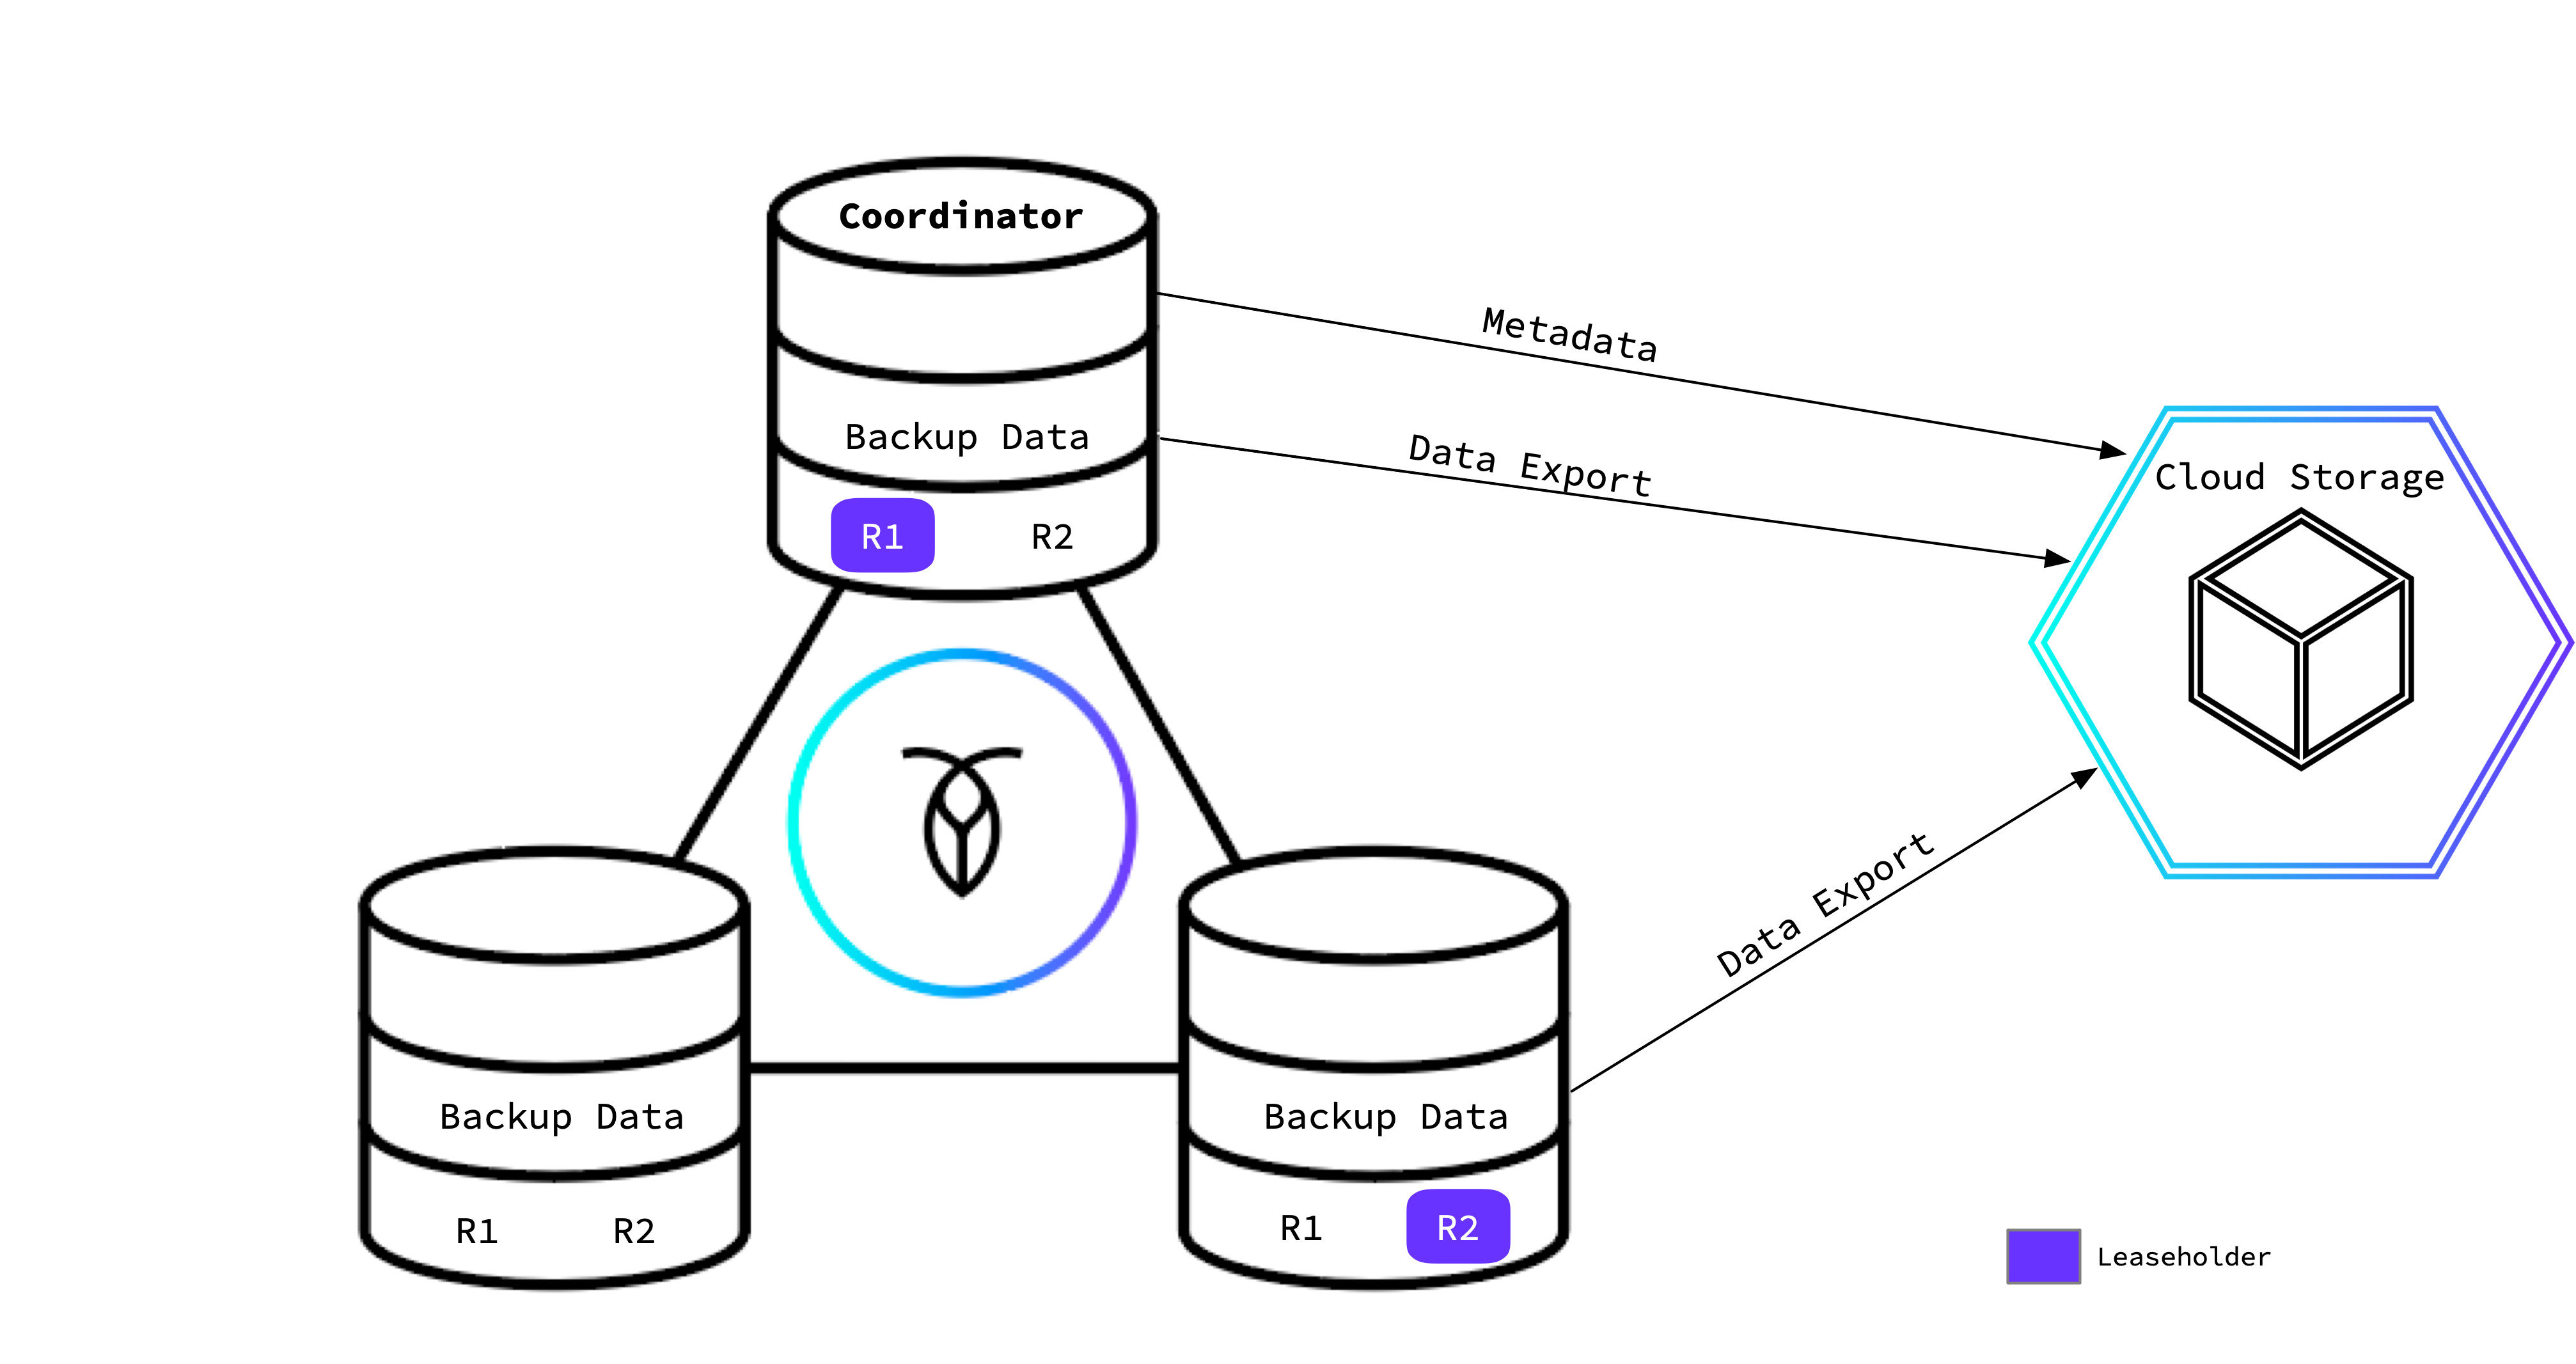 Coordinator
Metadata
Backup Data
Data Export
Cloud Storage
R1 R2
Data Export
Backup Data
R1 R2
Backup Data
R1 R2
Leaseholder